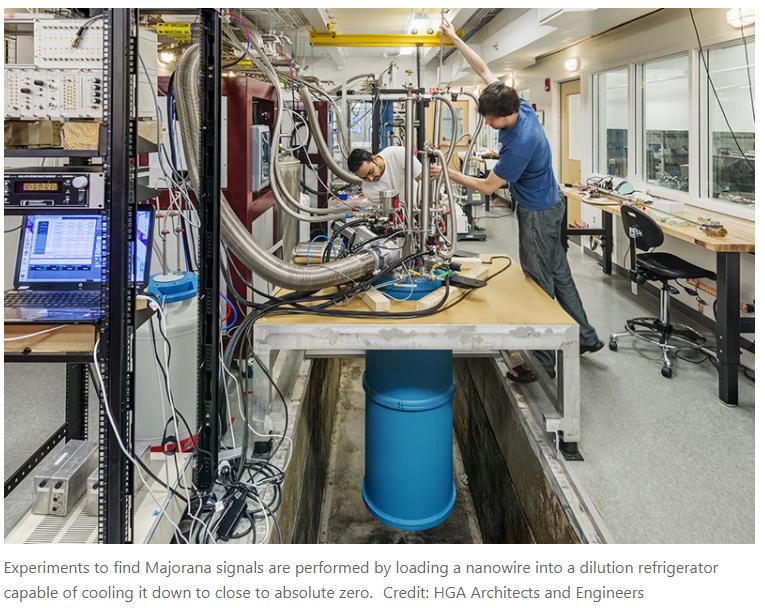 Experiments to find Majorana signals are performed by loading a nanowire into a dilution refrigerator
capable of cooling it down to close to absolute zero.  Credit: HGA Architects and Engineers